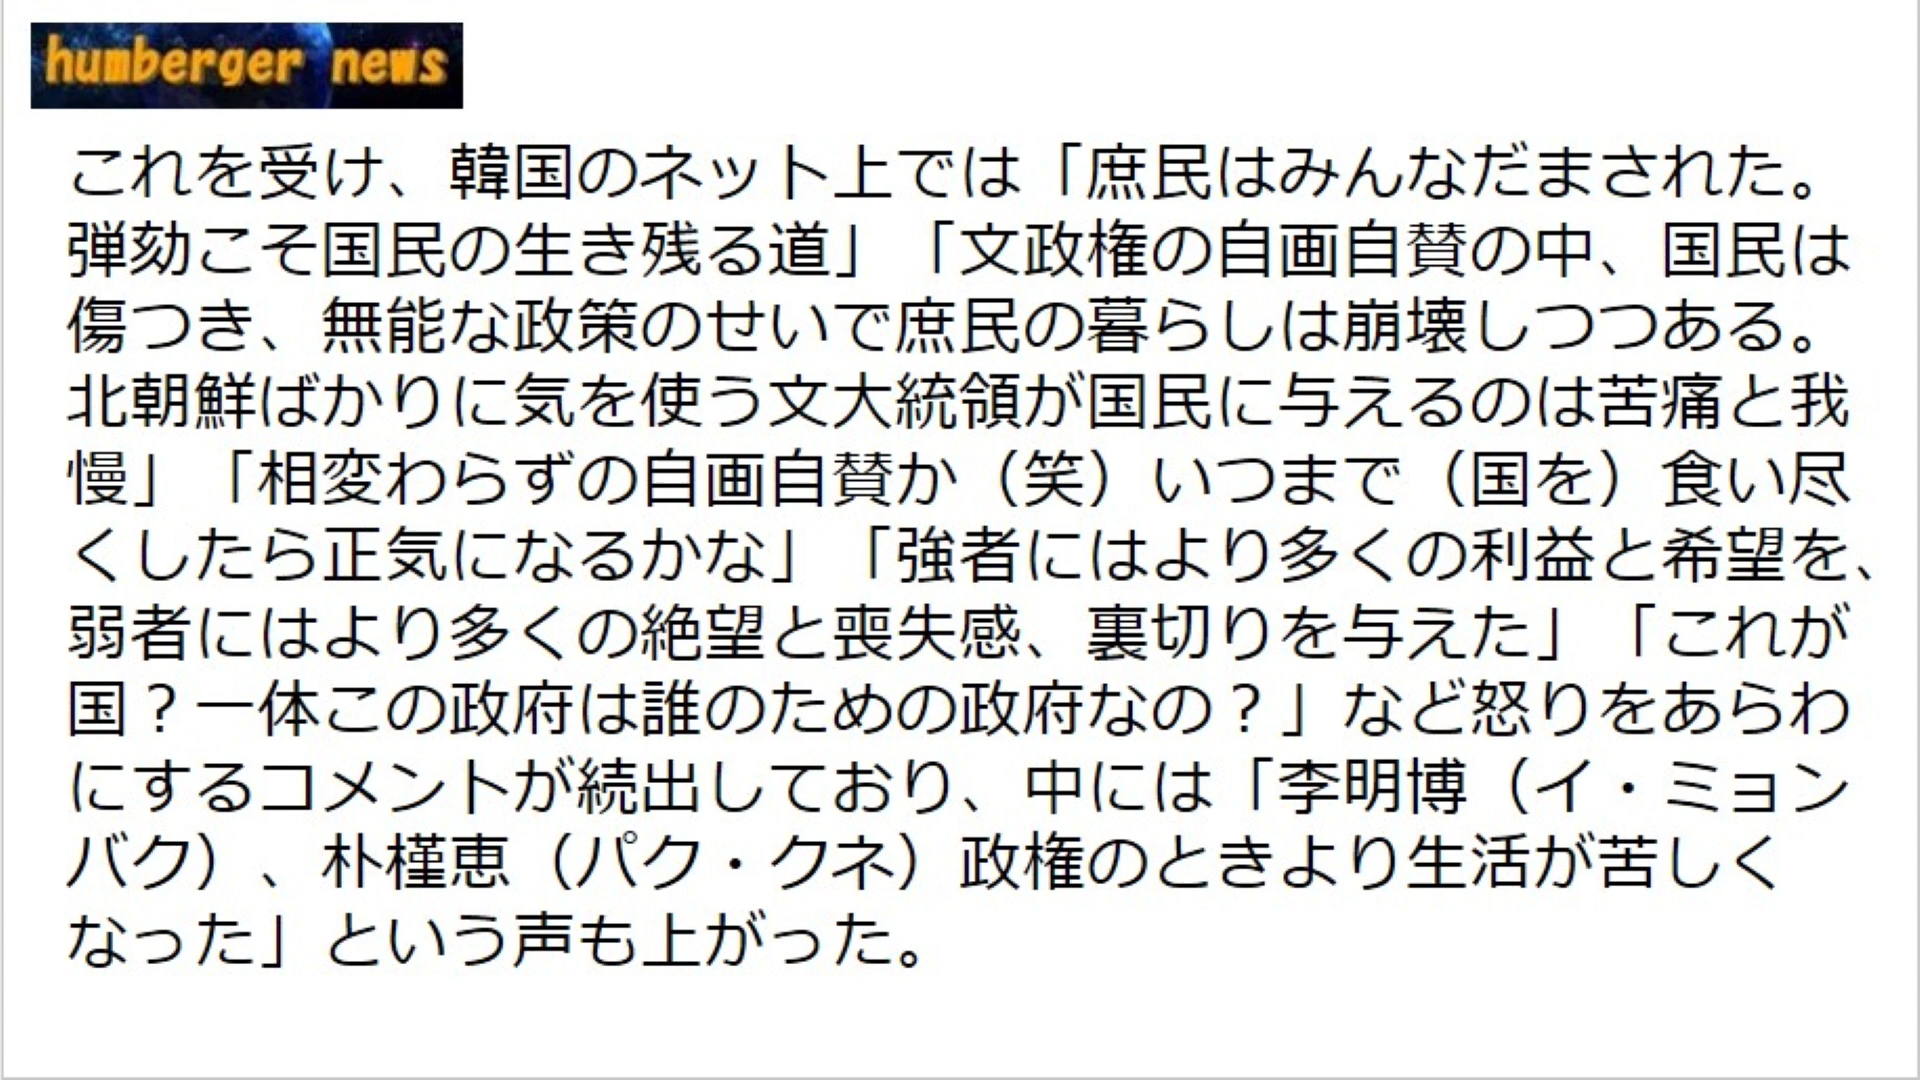 humberger news
これを受け、韓国のネット上では「庶民はみんなだまされた。
弾劾こそ国民の生き残る道」「文政権の自画自賛の中、国民は
傷つき、無能な政策のせいで庶民の暮らしは崩壊しつつある。
北朝鮮ばかりに気を使う文大統領が国民に与えるのは苦痛と我
慢」「相変わらずの自画自賛か（笑）いつまで（国を）食い尽
くしたら正気になるかな」「強者にはより多くの利益と希望を、
弱者にはより多くの絶望と喪失感、裏切りを与えた」「これが
国？一体この政府は誰のための政府なの？」など怒りをあらわ
にするコメントが続出しており、中には「李明博（イ・ミョン
バク）、朴槿恵（パク・クネ）政権のときより生活が苦しく
なった」という声も上がった。